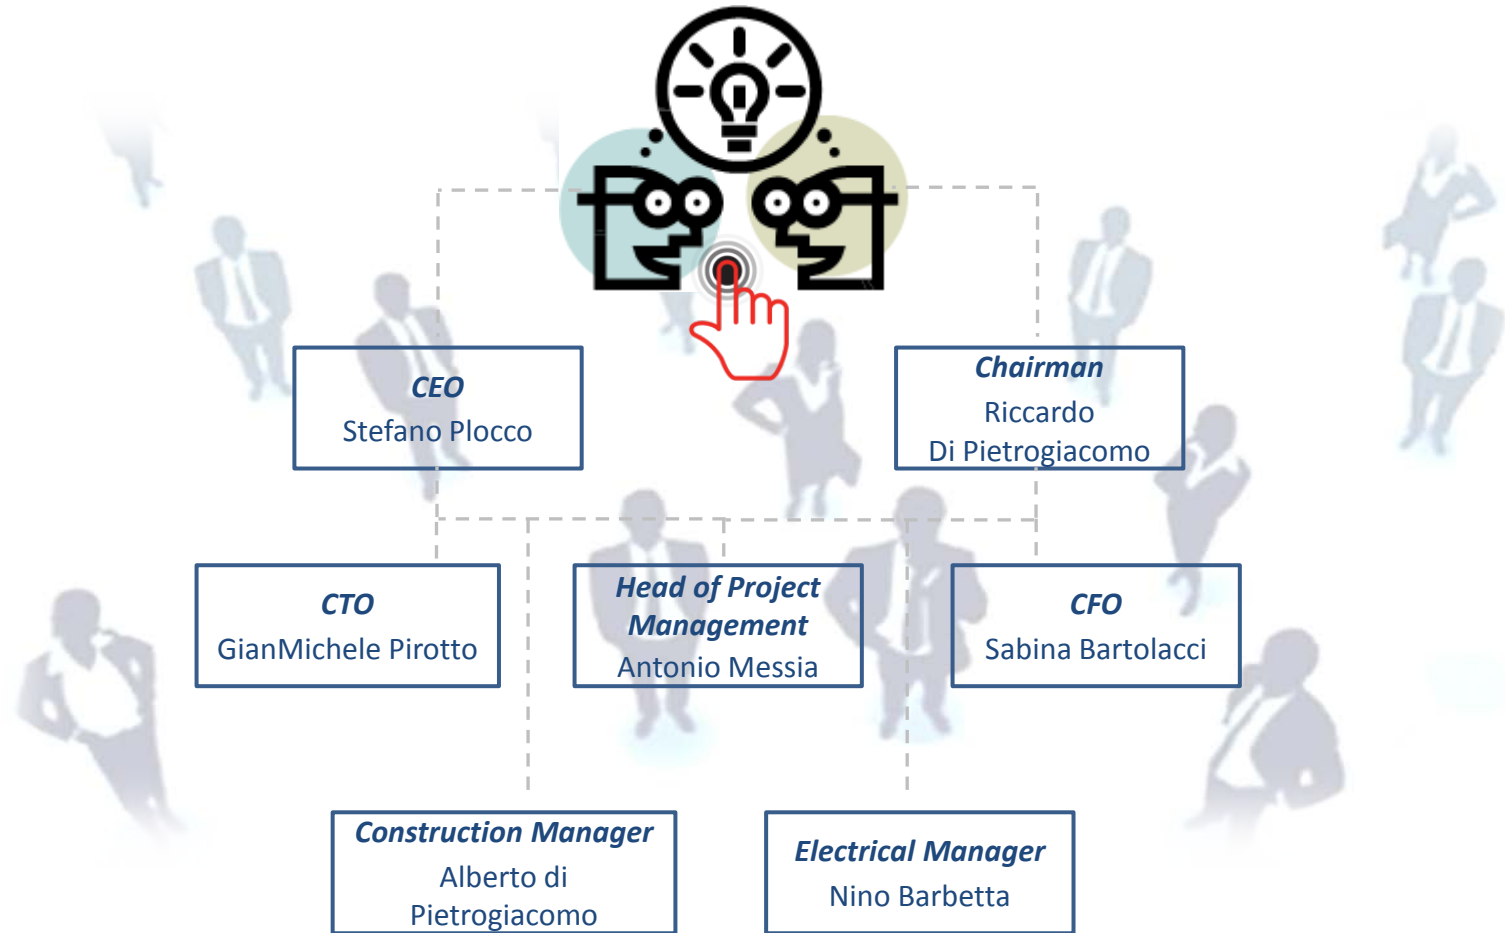 CEO
Stefano Plocco
Chairman
Riccardo
Di Pietrogiacomo
CTO
GianMichele Pirotto
Head of Project
Management
Antonio Messia
CFO
Sabina Bartolacci
Construction Manager
Alberto di
Pietrogiacomo
Electrical Manager
Nino Barbetta